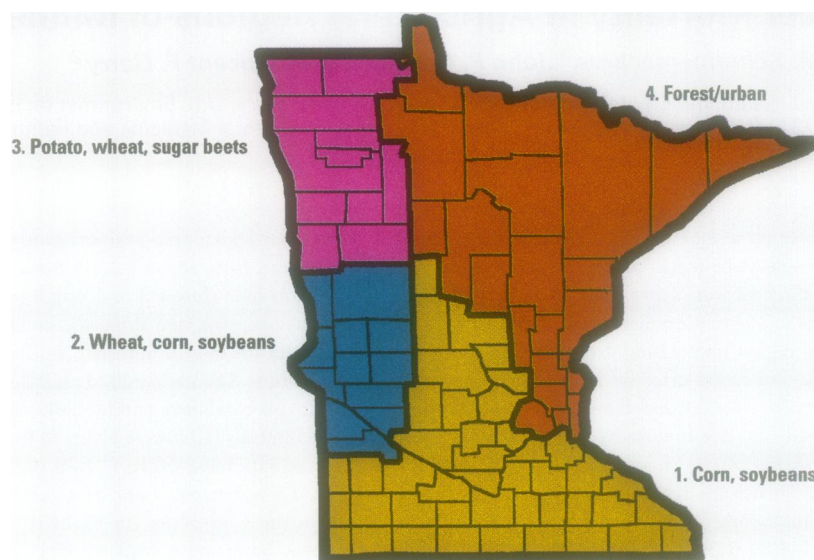 4. Forest/urban
3. Potato, wheat, sugar beets
2. Wheat, corn, soybeans
1. Corn, soybeans